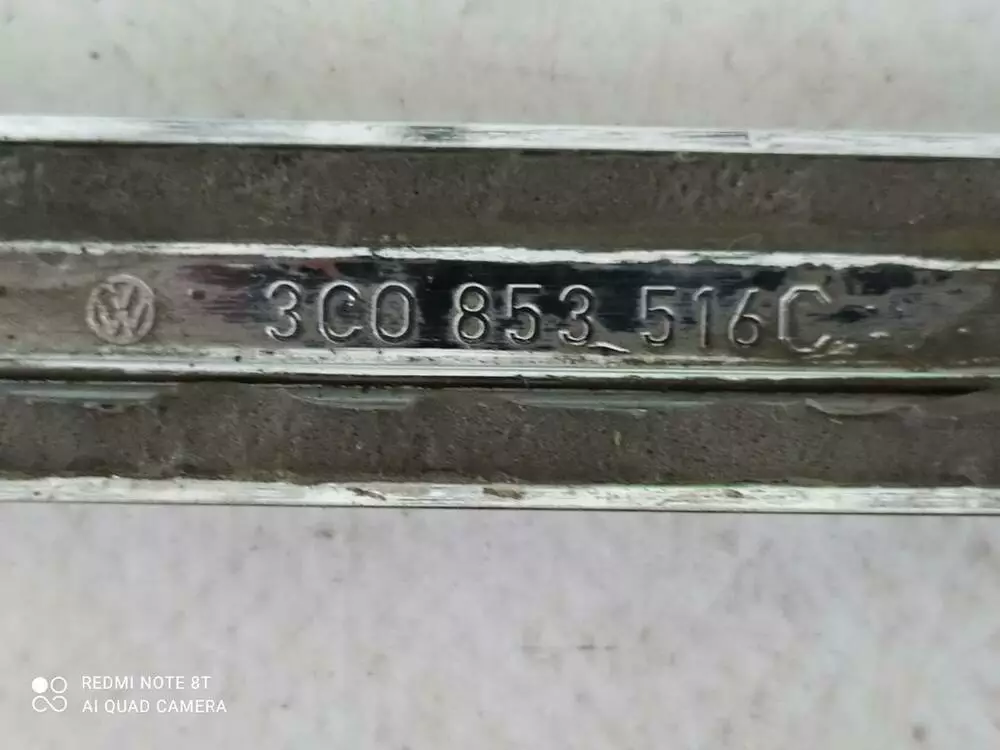 3C0 853 516C
REDMI NOTE 8T
AI QUAD CAMERA